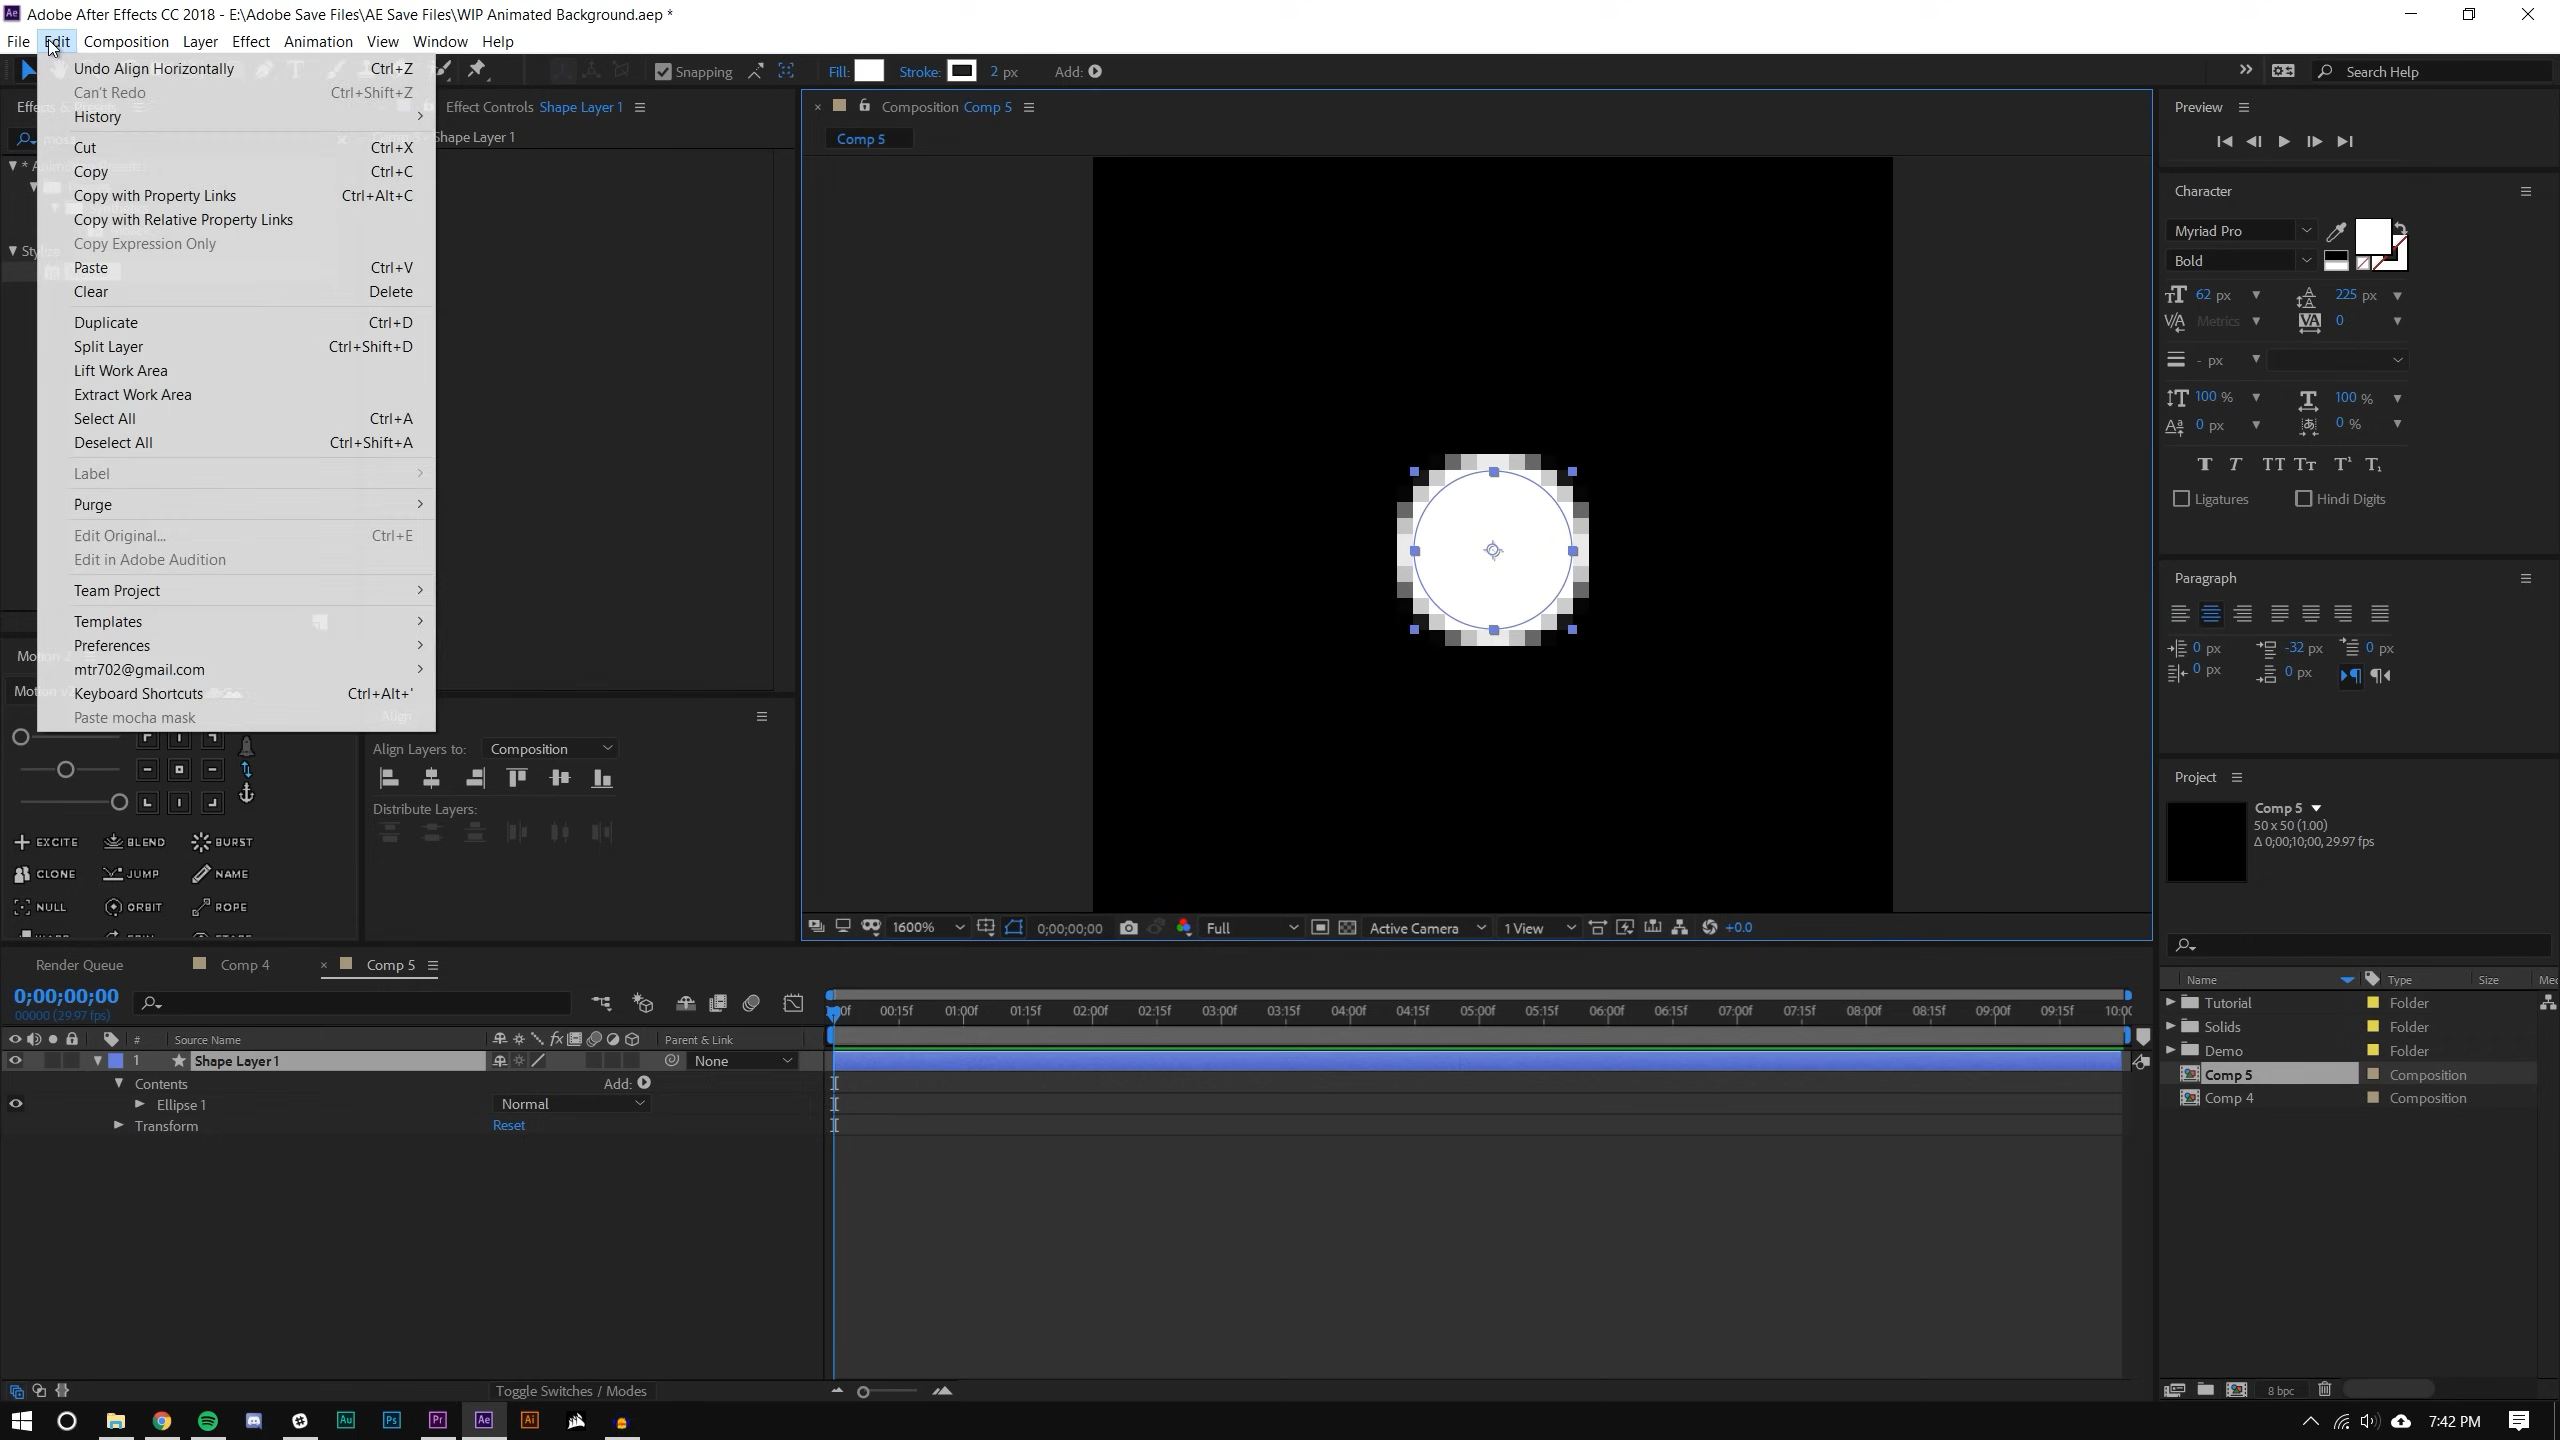 Adobe After Effects CC 2018 - E:\Adobe Save Files\AE Save Files\WIP Animated Background.aep *
File Edit Composition Layer Effect Animation View Window Help
Snapping Fill: Stroke: 2 px Add: Search Help
Undo Align Horizontally Ctrl+Z
Can't Redo Ctrl+Shift+Z
History
Cut Ctrl+X
Copy Ctrl+C
Copy with Property Links Ctrl+Alt+C
Copy with Relative Property Links
Copy Expression Only
Paste Ctrl+V
Clear Delete
Duplicate Ctrl+D
Split Layer Ctrl+Shift+D
Lift Work Area
Extract Work Area
Select All Ctrl+A
Deselect All Ctrl+Shift+A
Label
Purge
Edit Original... Ctrl+E
Edit in Adobe Audition
Team Project
Templates
Preferences
mtr702@gmail.com
Keyboard Shortcuts Ctrl+Alt+'
Paste mocha mask
Effect Controls Shape Layer 1
Shape Layer 1
Composition Comp 5
Comp 5
Preview
Character
Myriad Pro
Bold
62 px 225 px
Metrics 0
- px
100 % 100 %
0 px 0 %
Ligatures Hindi Digits
Paragraph
0 px -32 px 0 px
0 px 0 px
Align
Align Layers to: Composition
Distribute Layers:
EXCITE BLEND BURST
CLONE JUMP NAME
NULL ORBIT ROPE
1600% 0;00;00;00 Full Active Camera 1 View +0.0
Project
Comp 5
50 x 50 (1.00)
Δ 0;00;10;00, 29.97 fps
Name Type Size
Tutorial Folder
Solids Folder
Demo Folder
Comp 5 Composition
Comp 4 Composition
8 bpc
Render Queue Comp 4 Comp 5
0;00;00;00
00000 (29.97 fps)
00:15f 01:00f 01:15f 02:00f 02:15f 03:00f 03:15f 04:00f 04:15f 05:00f 05:15f 06:00f 06:15f 07:00f 07:15f 08:00f 08:15f 09:00f 09:15f 10:0
# Source Name Parent & Link
1 Shape Layer 1 None
Contents Add:
Ellipse 1 Normal
Transform Reset
Toggle Switches / Modes
Au Ps Pr Ae Ai 7:42 PM